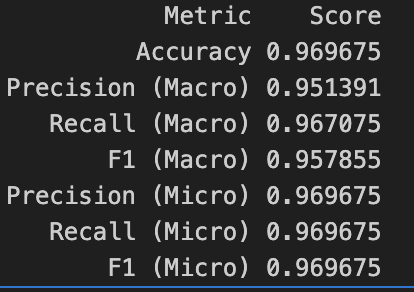 Metric Score
Accuracy 0.969675
Precision (Macro) 0.951391
Recall (Macro) 0.967075
F1 (Macro) 0.957855
Precision (Micro) 0.969675
Recall (Micro) 0.969675
F1 (Micro) 0.969675